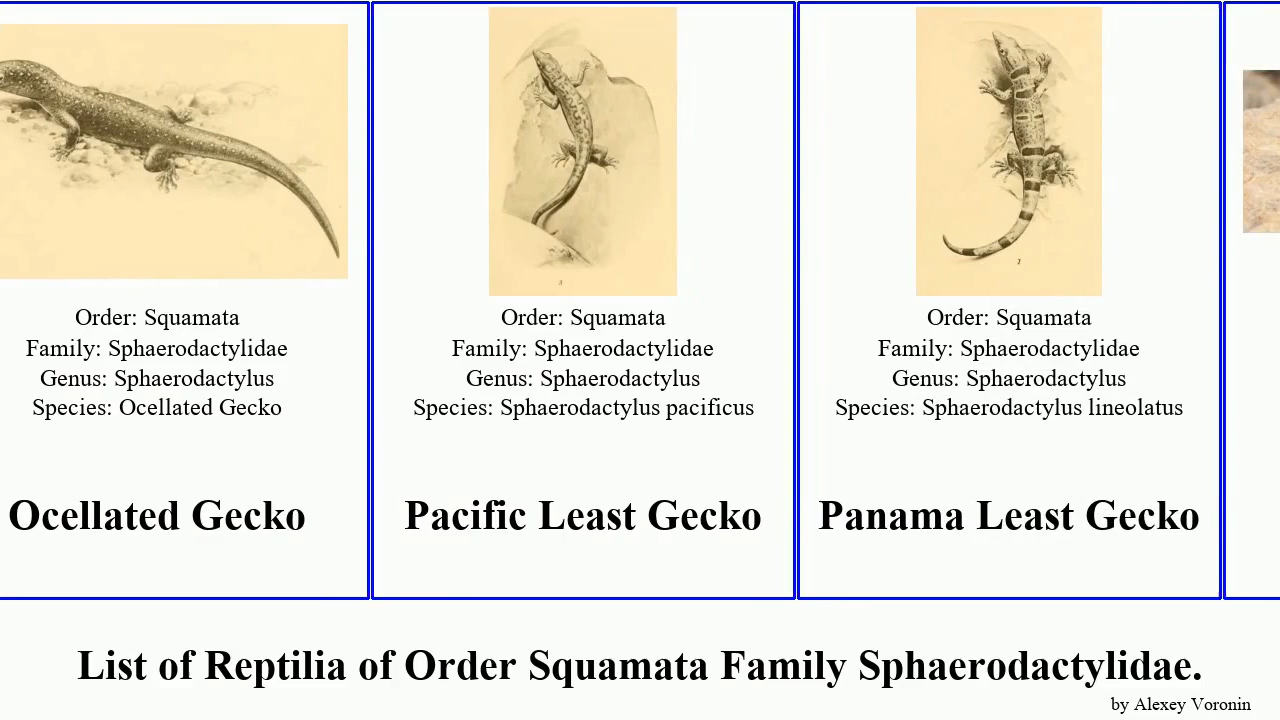 Order: Squamata
Family: Sphaerodactylidae
Genus: Sphaerodactylus
Species: Ocellated Gecko
Ocellated Gecko
Order: Squamata
Family: Sphaerodactylidae
Genus: Sphaerodactylus
Species: Sphaerodactylus pacificus
Pacific Least Gecko
Order: Squamata
Family: Sphaerodactylidae
Genus: Sphaerodactylus
Species: Sphaerodactylus lineolatus
Panama Least Gecko
List of Reptilia of Order Squamata Family Sphaerodactylidae.
by Alexey Voronin